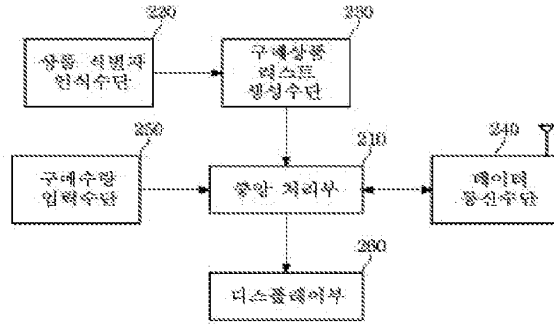 220
230
상품 식별자
인식수단
구매상품
리스트
생성수단
250
210
240
구매수량
입력수단
중앙 처리부
데이터
통신수단
260
디스플레이부